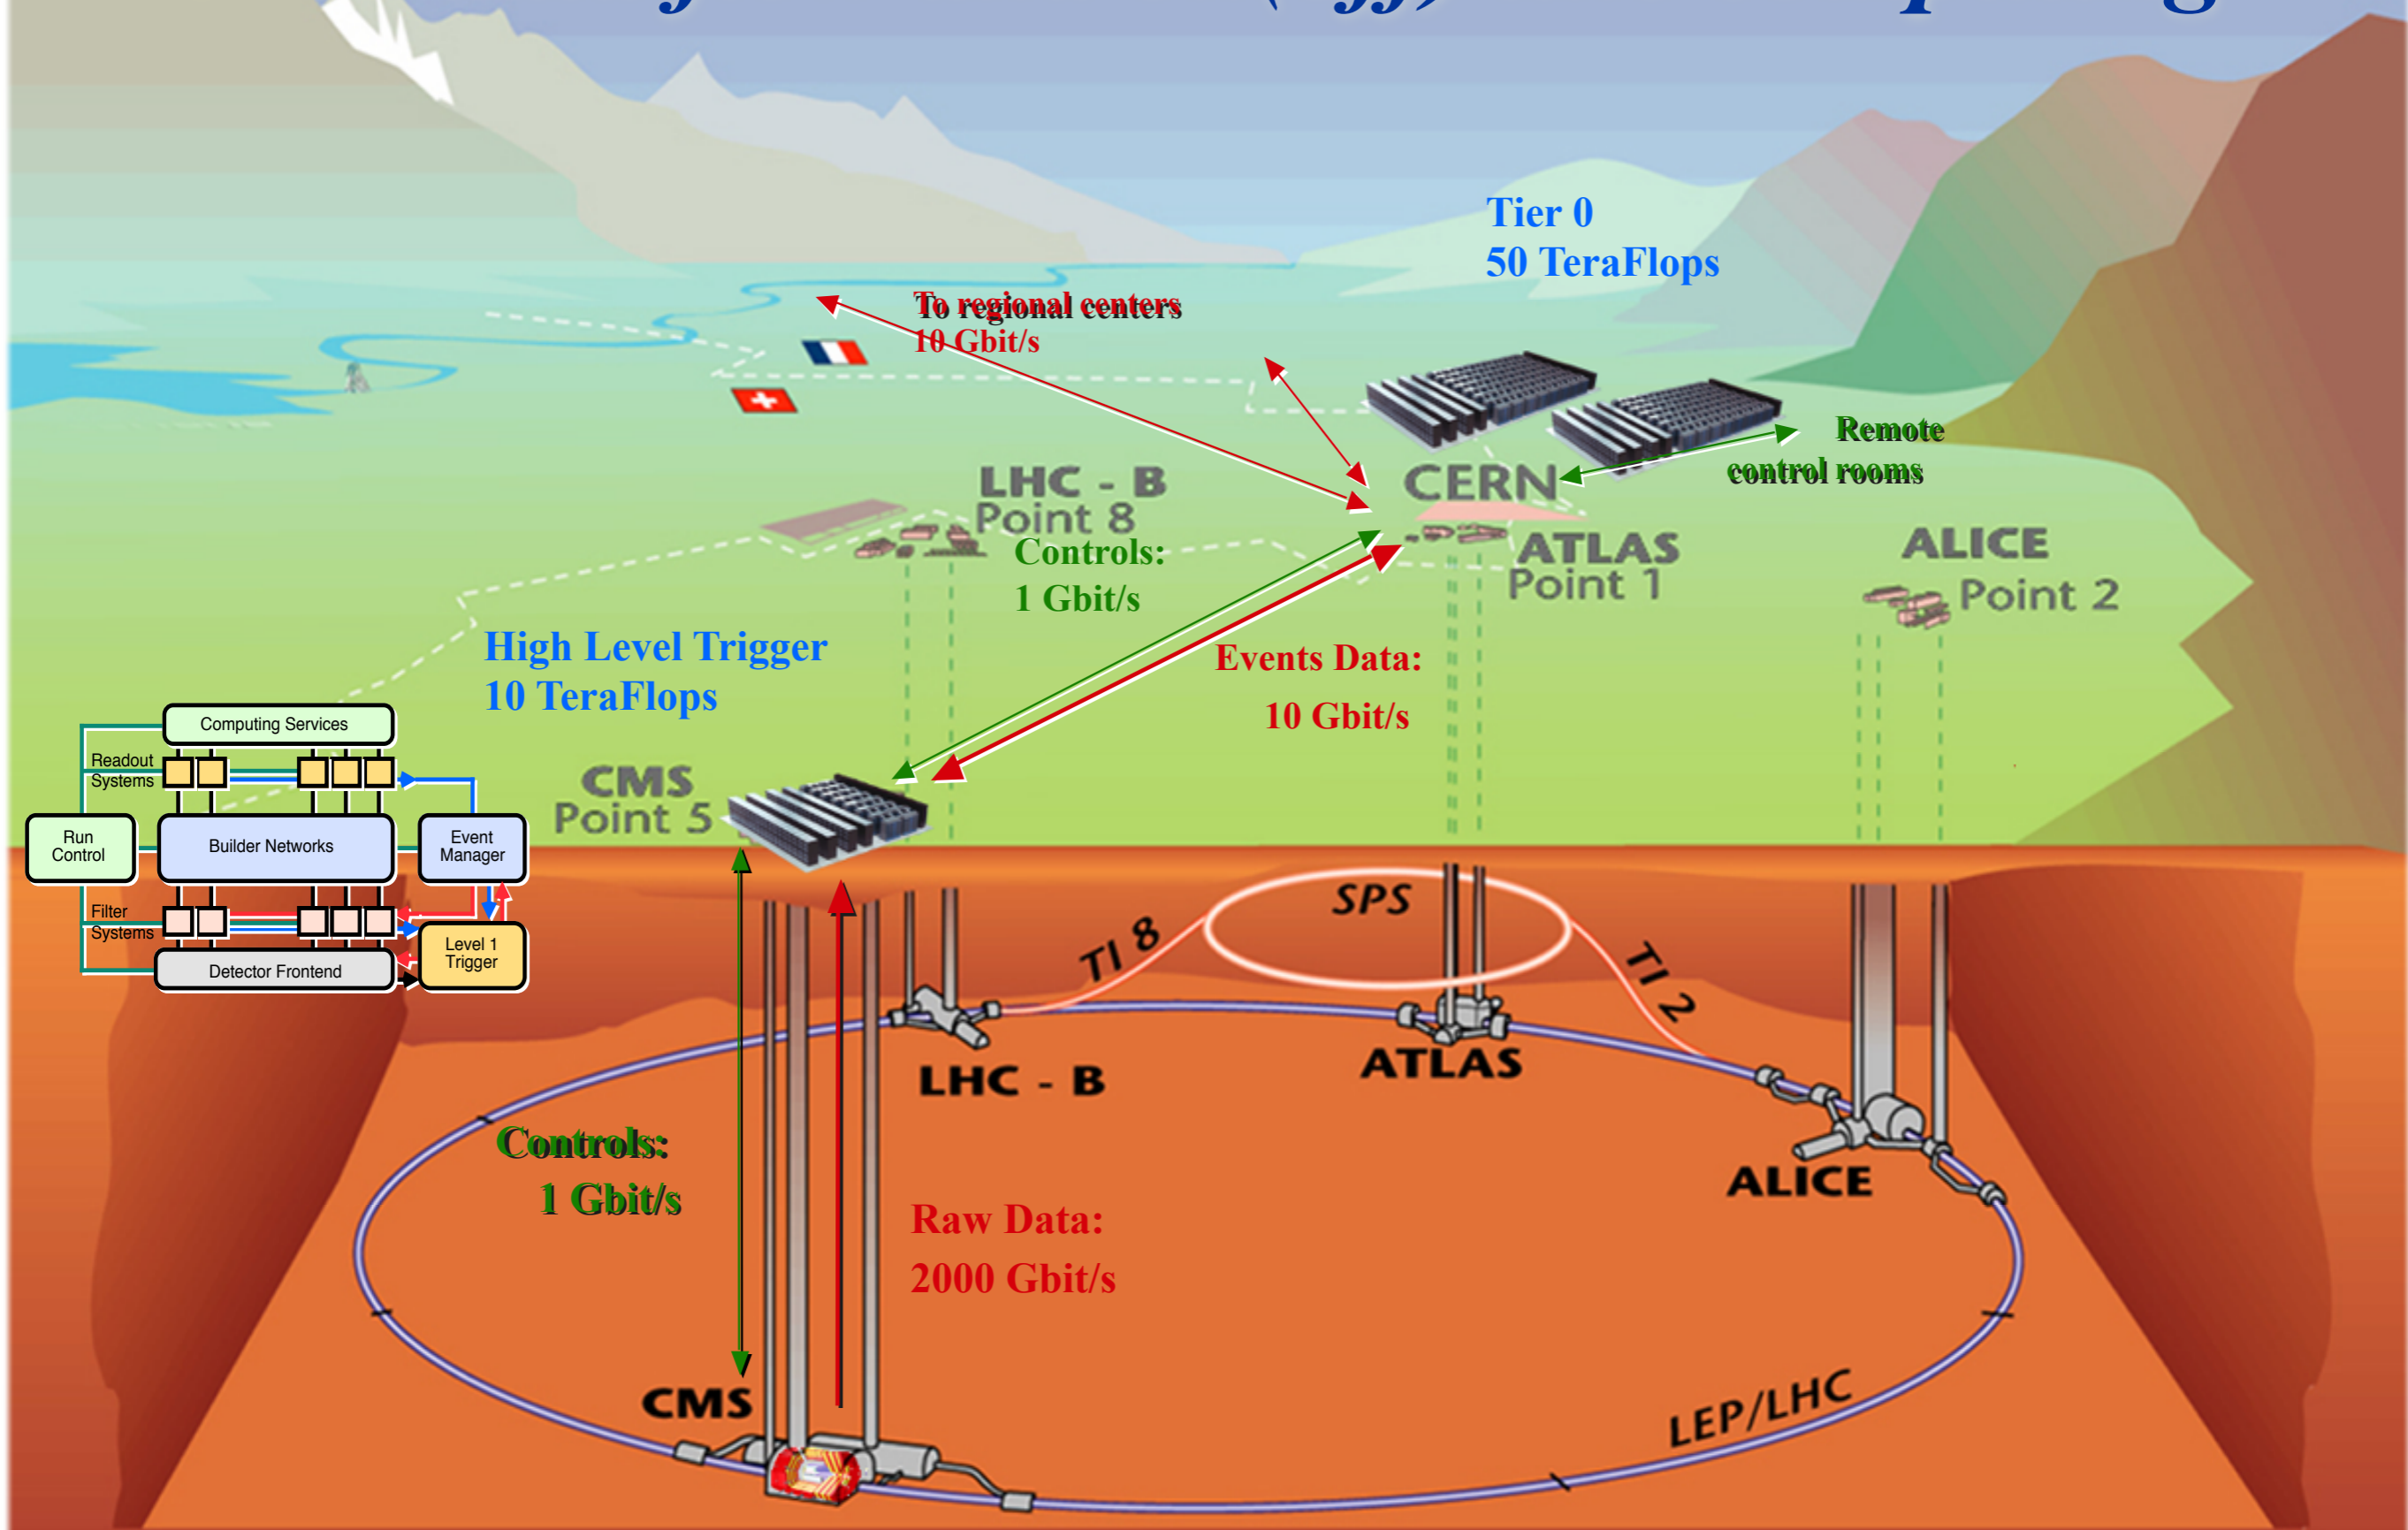 Tier 0
50 TeraFlops
To regional centers
10 Gbit/s
Remote
control rooms
CERN
LHC - B
Point 8
ATLAS
Point 1
ALICE
Point 2
Controls:
1 Gbit/s
Events Data:
10 Gbit/s
High Level Trigger
10 TeraFlops
CMS
Point 5
Computing Services
Readout
Systems
Run
Control
Builder Networks
Event
Manager
Filter
Systems
Level 1
Trigger
Detector Frontend
SPS
TI 8
TI 2
LHC - B
ATLAS
ALICE
Controls:
1 Gbit/s
Raw Data:
2000 Gbit/s
CMS
LEP/LHC